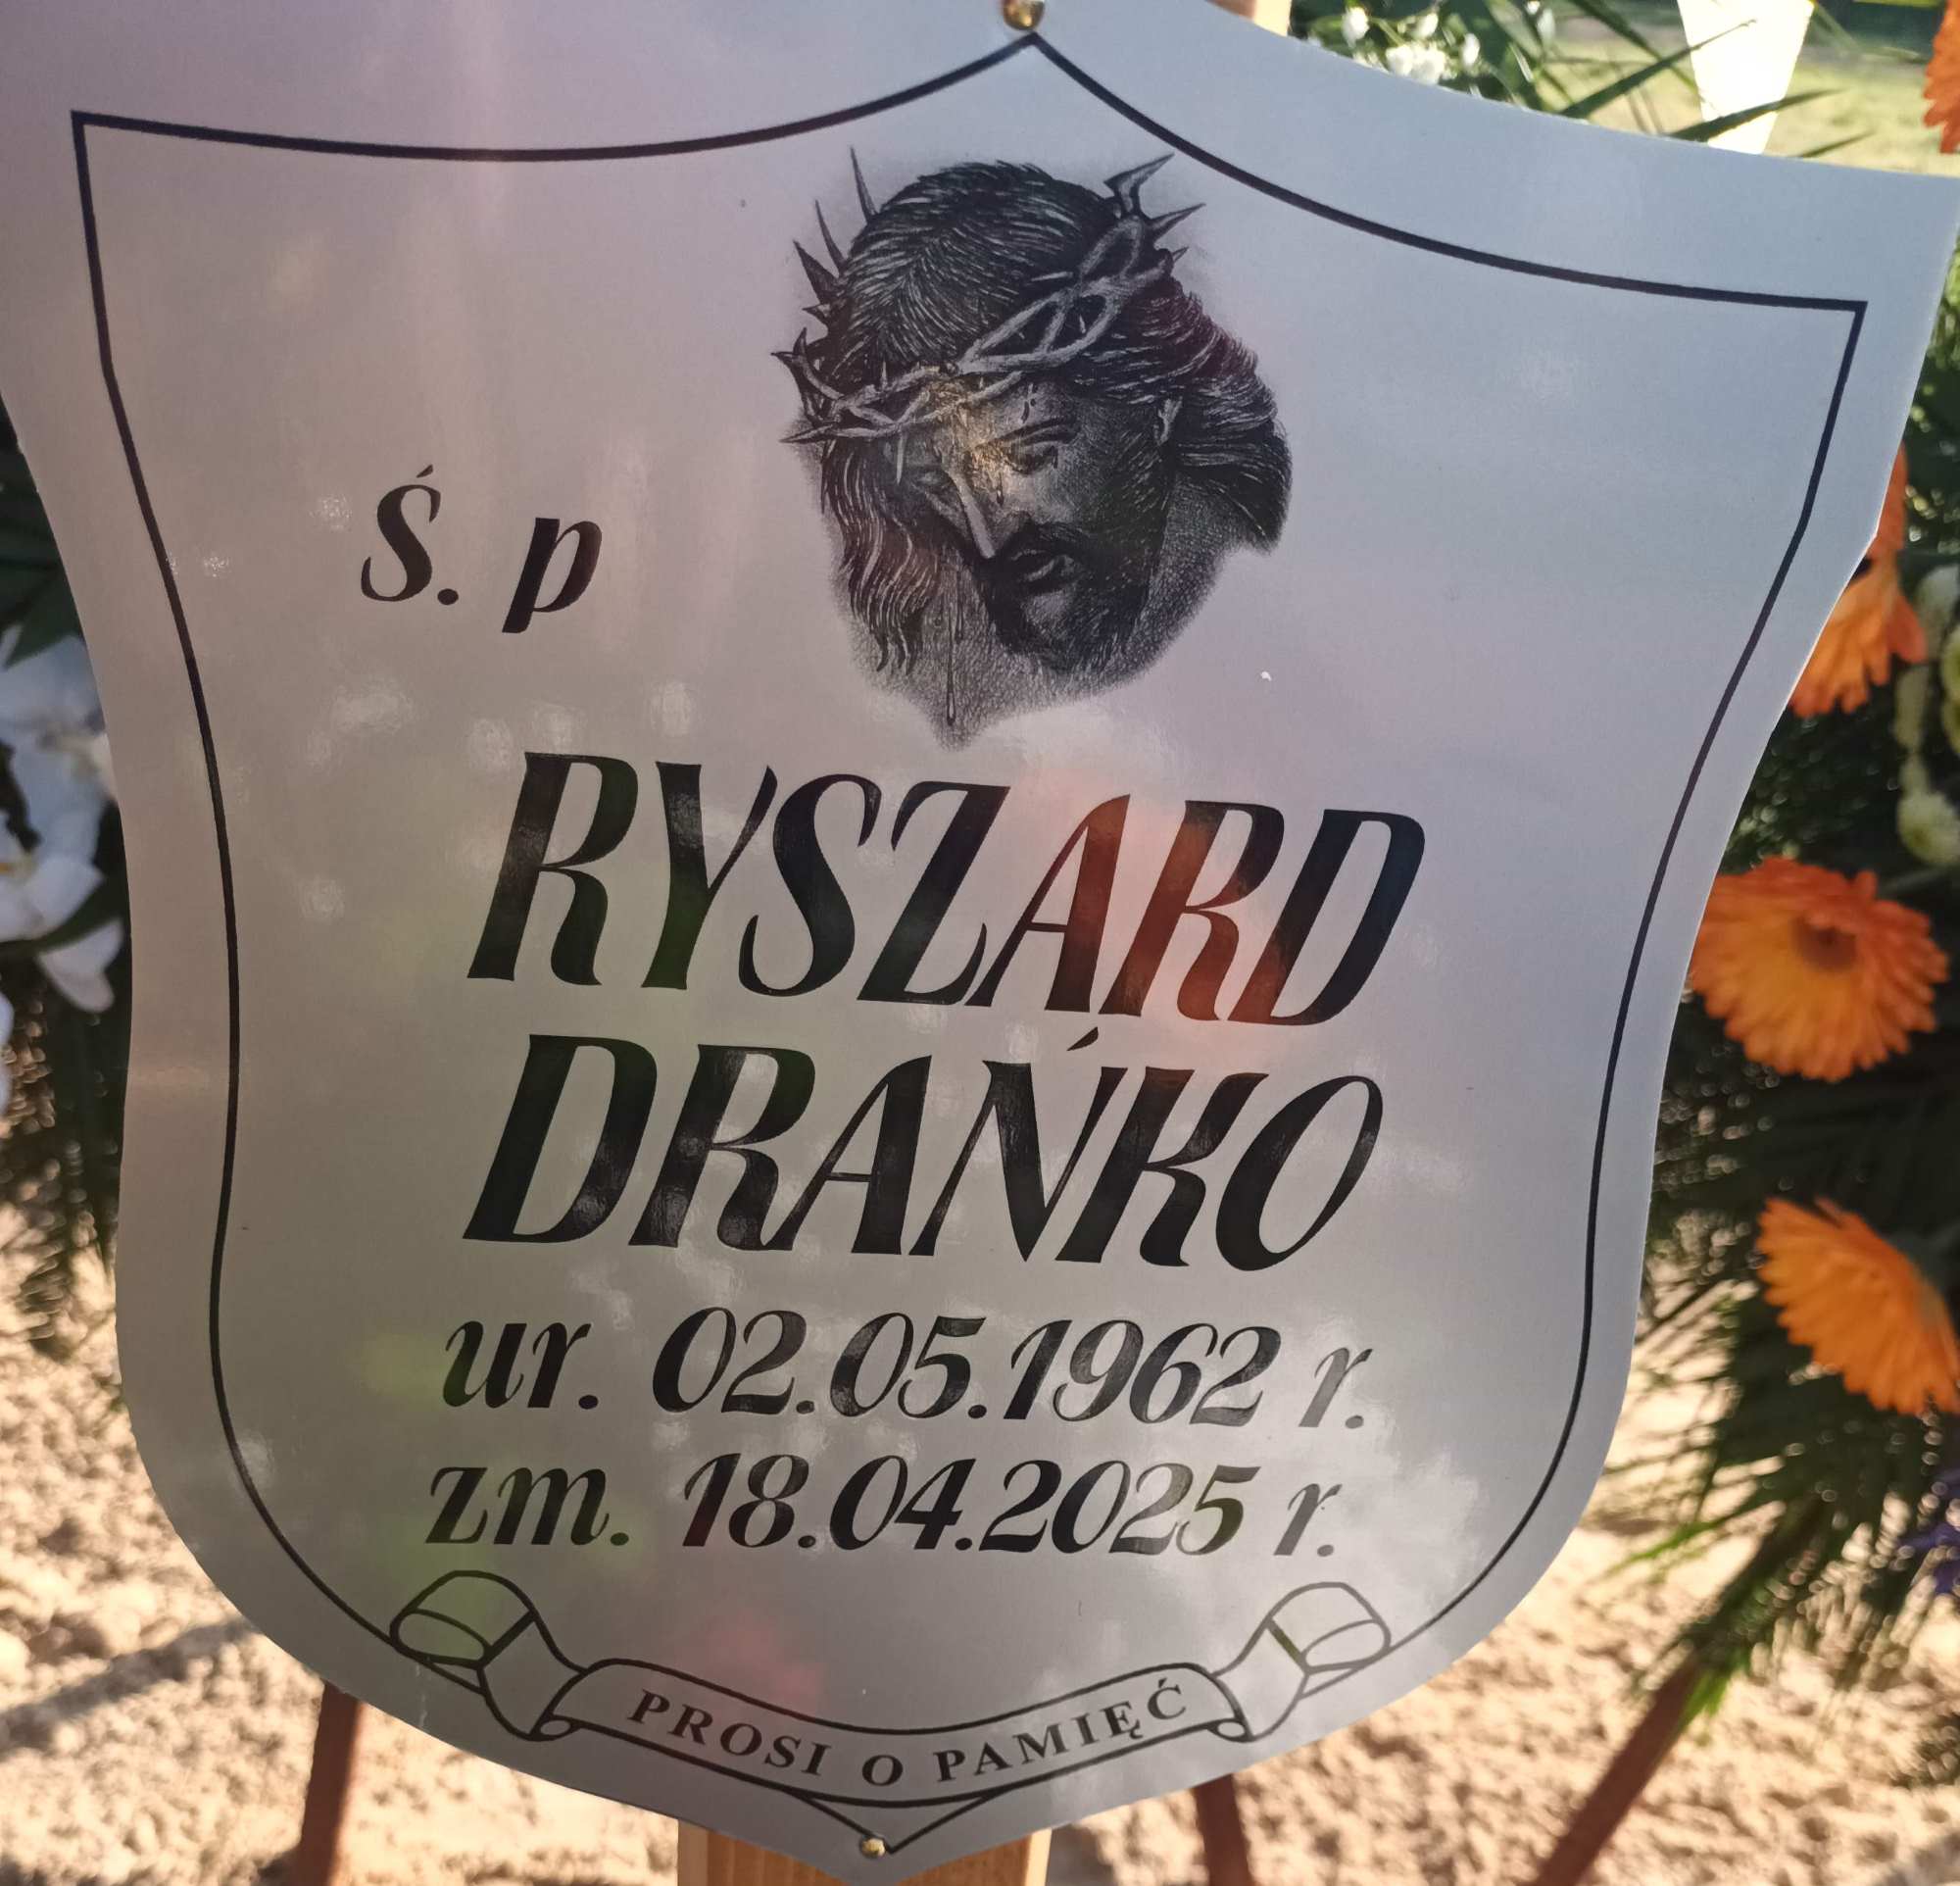 Ś. p
RYSZARD
DRAŃKO
ur. 02.05.1962 r.
zm. 18.04.2025 r.
PROSI O PAMIĘĆ